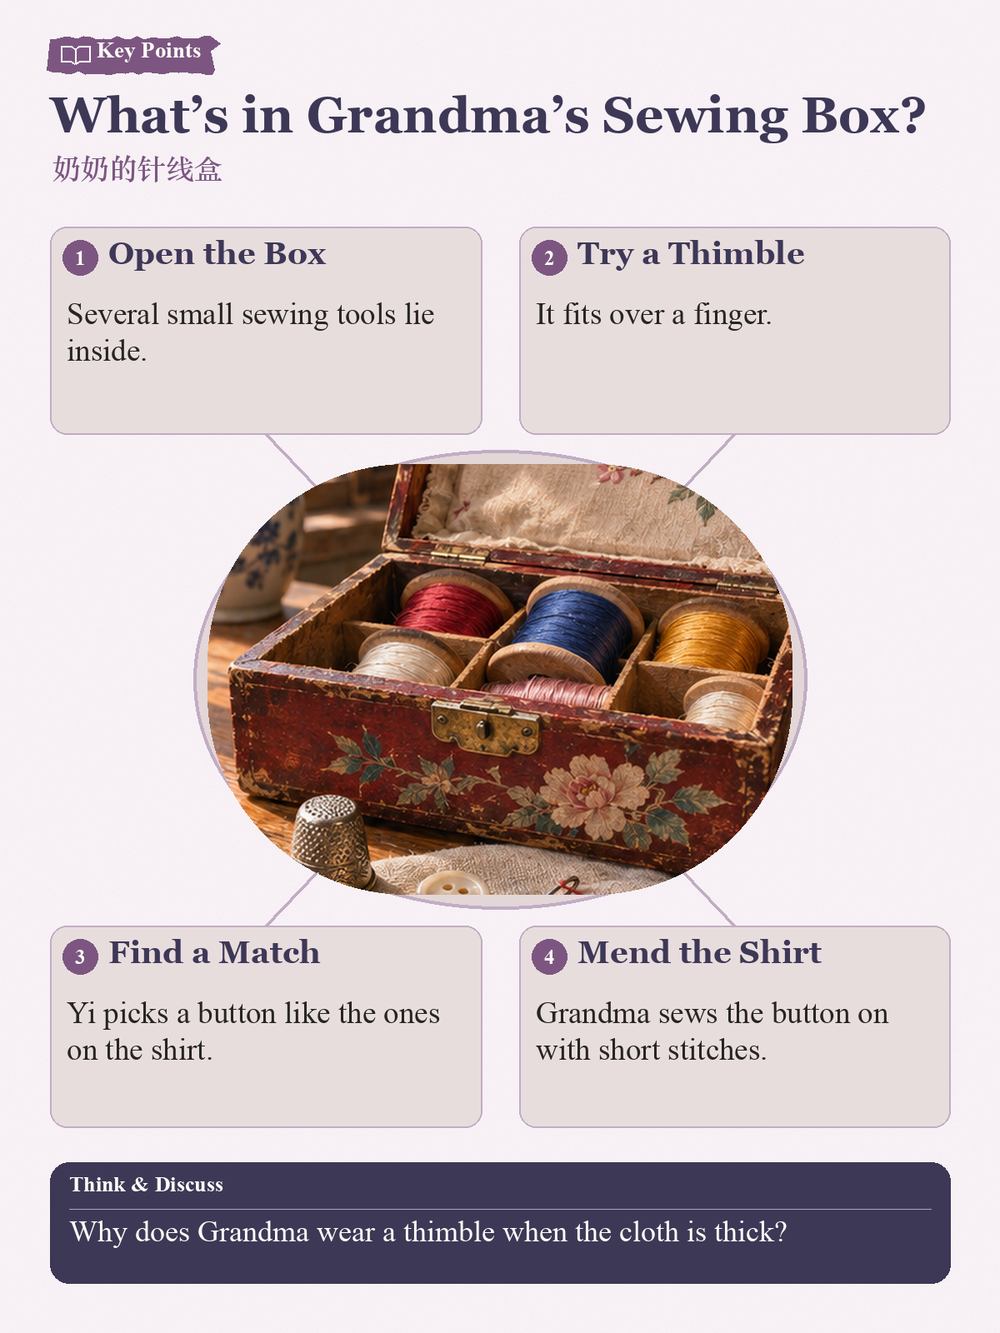 Key Points
What's in Grandma's Sewing Box?
奶奶的针线盒
1 Open the Box
Several small sewing tools lie
inside.
2 Try a Thimble
It fits over a finger.
3 Find a Match
Yi picks a button like the ones
on the shirt.
4 Mend the Shirt
Grandma sews the button on
with short stitches.
Think & Discuss
Why does Grandma wear a thimble when the cloth is thick?